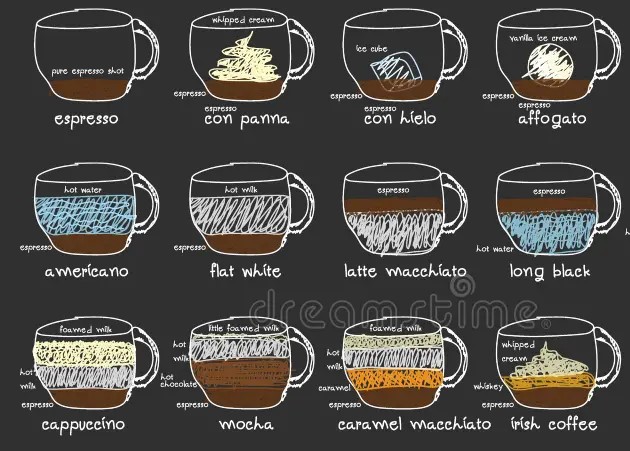 pure espresso shot
espresso
whipped cream
espresso
espresso
con panna
ice cube
espresso
espresso
con hielo
vanilla ice cream
espresso
espresso
affogato
hot water
espresso
americano
hot milk
espresso
flat white
espresso
latte macchiato
espresso
hot water
long black
h
dreamstime.
foamed milk
hot
milk
espresso
cappuccino
little foamed milk
hot
milk
hot
chocolate
espresso
mocha
foamed milk
hot
milk
caramel
espresso
caramel macchiato
whipped
cream
whiskey
espresso
irish coffee